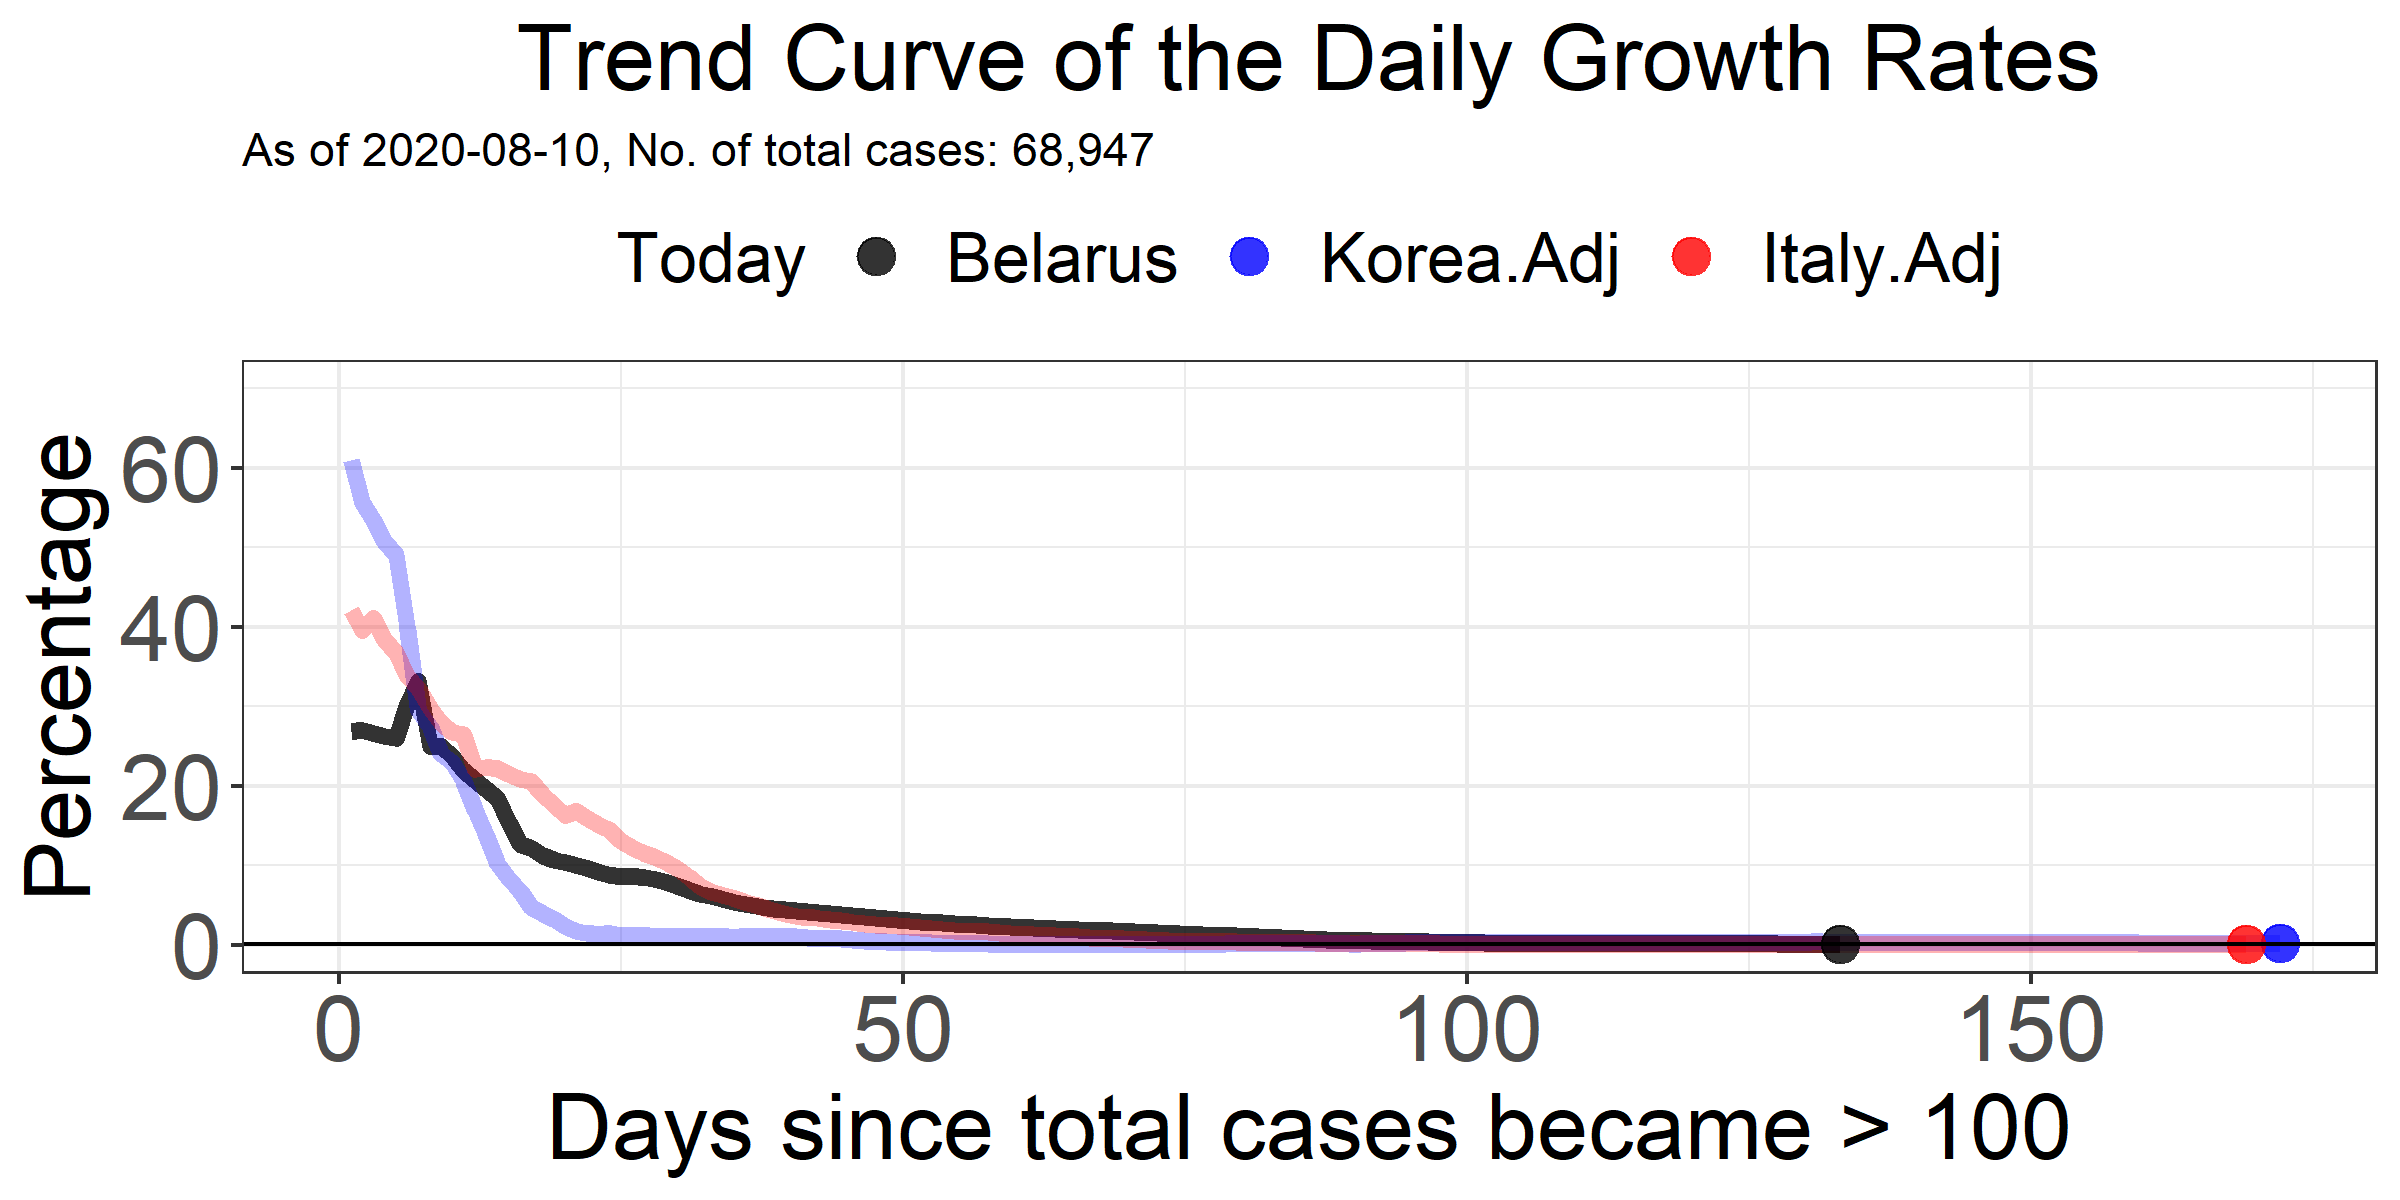 Trend Curve of the Daily Growth Rates
As of 2020-08-10, No. of total cases: 68,947
Today Belarus Korea.Adj Italy.Adj
Percentage
60
40
20
0
0 50 100 150
Days since total cases became > 100